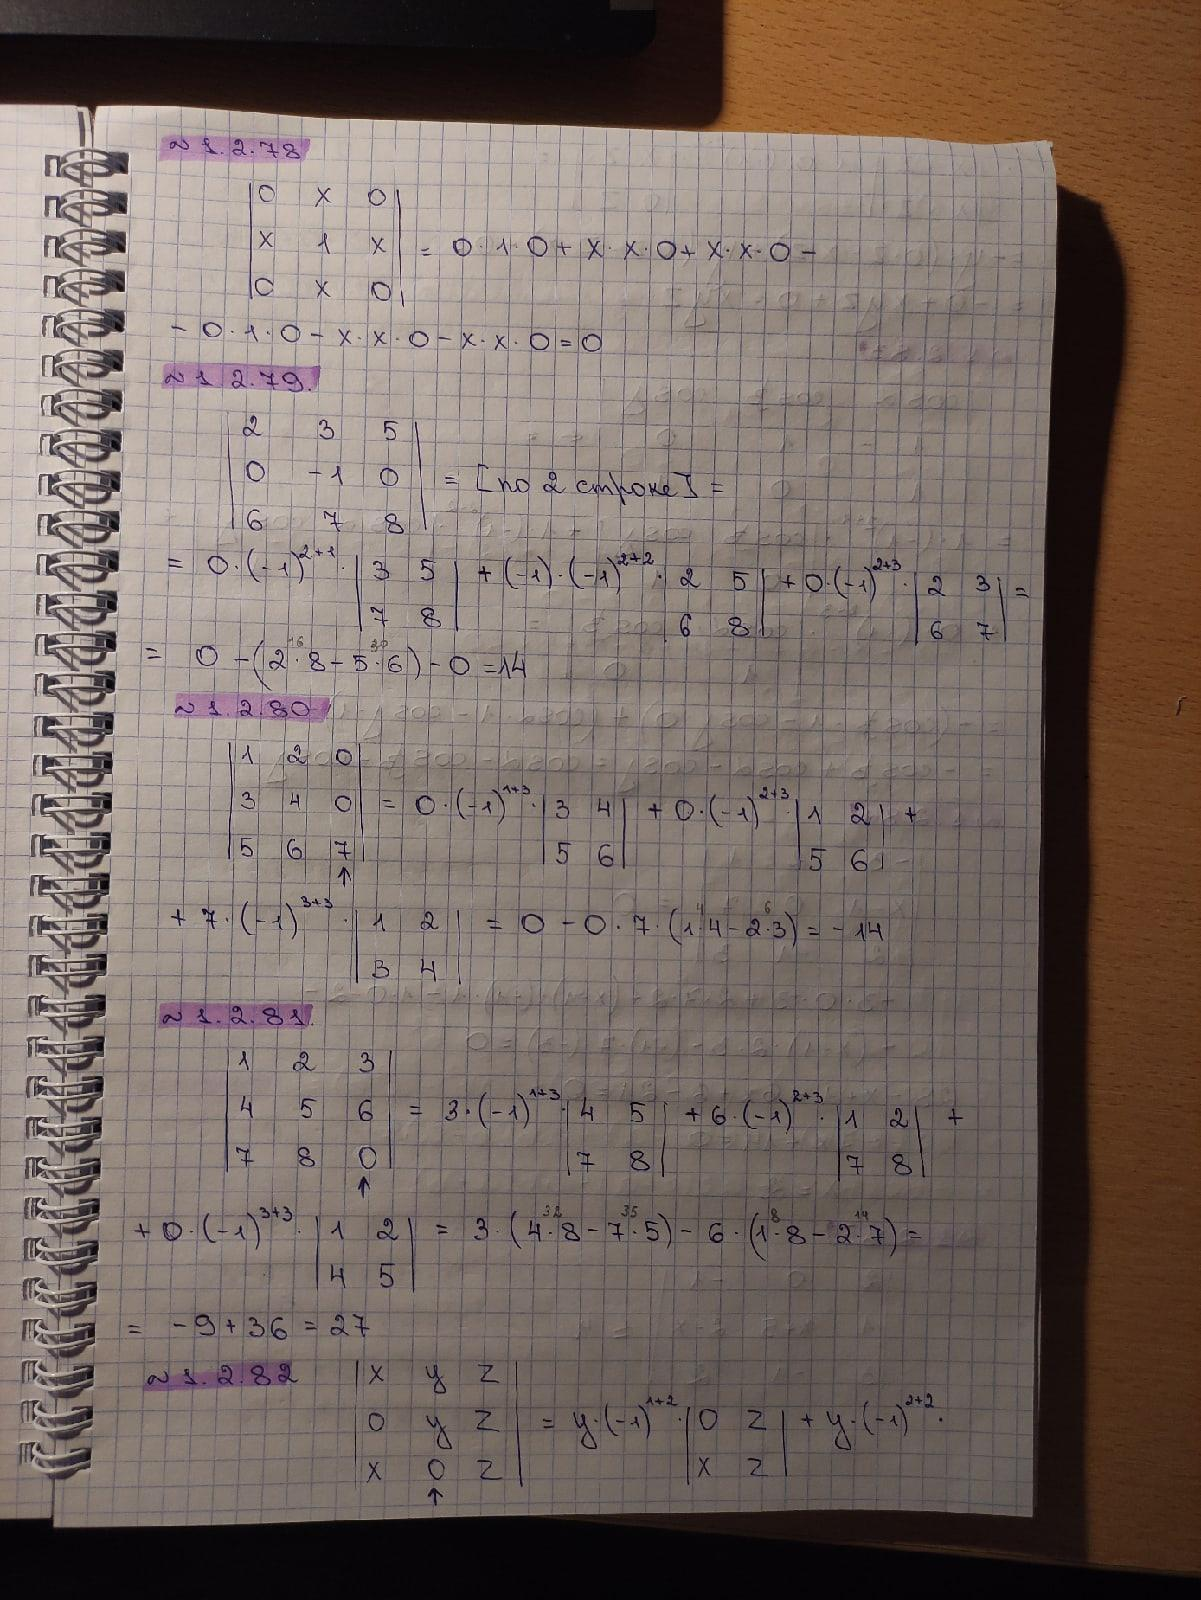 ~ 1.2.78
|0 x 0|
|x 1 x| = 0·1·0 + x·x·0 + x·x·0 -
|0 x 0|
- 0·1·0 - x·x·0 - x·x·0 = 0
~ 1 2.79.
|2 3 5|
|0 -1 0| = [по 2 строке] =
|6 7 8|
= 0·(-1)^2+1 · |3 5| + (-1)·(-1)^2+2 · 2 5| + 0·(-1)^2+3 · |2 3| =
|7 8| 6 8| |6 7|
16 30
= 0 - (2·8 - 5·6) - 0 = 14
~ 1.2.80
|1 2 0|
|3 4 0| = 0·(-1)^1+3 · |3 4| + 0·(-1)^2+3 · |1 2| +
|5 6 7| |5 6| |5 6|
↑
+ 7·(-1)^3+3 · |1 2| = 0 - 0·7·(1·4 - 2·3) = -14
4 6
|3 4|
~ 1.2.81.
|1 2 3|
|4 5 6| = 3·(-1)^1+3 · |4 5| + 6·(-1)^2+3 · |1 2| +
|7 8 0| |7 8| |7 8|
↑
32 35 8 14
+ 0·(-1)^3+3 · |1 2| = 3·(4·8 - 7·5) - 6·(1·8 - 2·7) =
|4 5|
= -9 + 36 = 27
~ 1.2.82 |x y z|
|0 y z| = y·(-1)^1+2 · |0 z| + y·(-1)^2+2 ·
|x 0 z| |x z|
↑